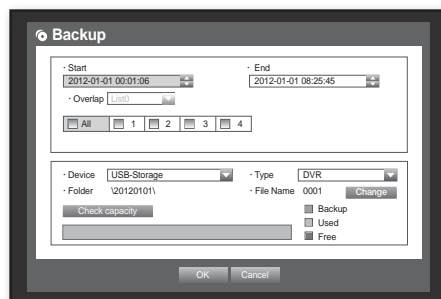 Backup
· Start · End
2012-01-01 00:01:06 2012-01-01 08:25:45
· Overlap List0
All 1 2 3 4
· Device USB-Storage · Type DVR
· Folder \20120101\ · File Name 0001 Change
Check capacity Backup
Used
Free
OK Cancel